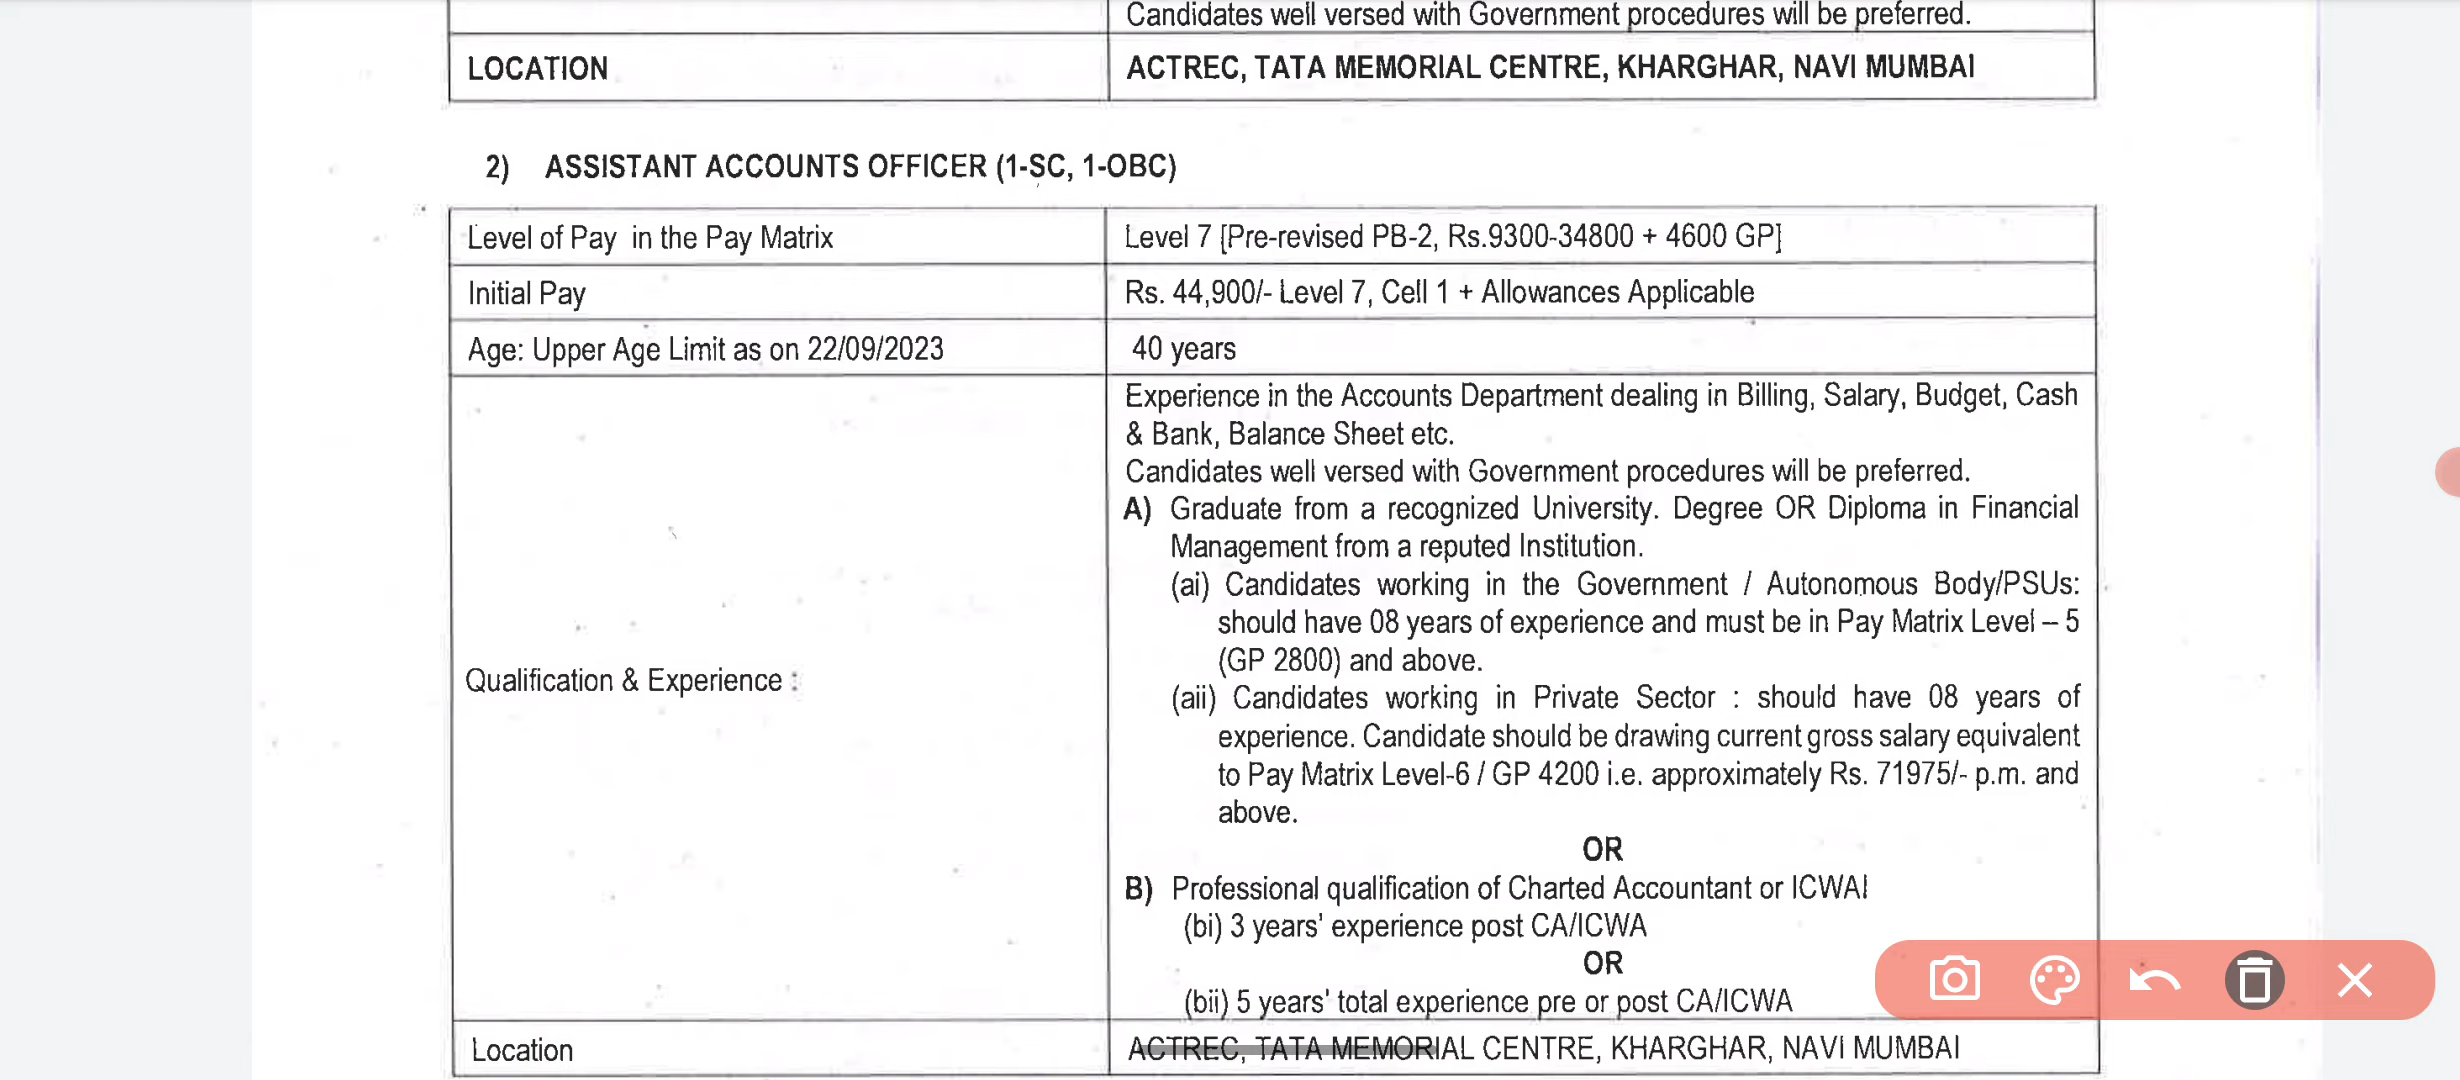 Candidates well versed with Government procedures will be preferred.
LOCATION
ACTREC, TATA MEMORIAL CENTRE, KHARGHAR, NAVI MUMBAI
2) ASSISTANT ACCOUNTS OFFICER (1-SC, 1-OBC)
Level of Pay in the Pay Matrix
Level 7 [Pre-revised PB-2, Rs.9300-34800 + 4600 GP]
Initial Pay
Rs. 44,900/- Level 7, Cell 1 + Allowances Applicable
Age: Upper Age Limit as on 22/09/2023
40 years
Qualification & Experience :
Experience in the Accounts Department dealing in Billing, Salary, Budget, Cash
& Bank, Balance Sheet etc.
Candidates well versed with Government procedures will be preferred.
A) Graduate from a recognized University. Degree OR Diploma in Financial
Management from a reputed Institution.
(ai) Candidates working in the Government / Autonomous Body/PSUs:
should have 08 years of experience and must be in Pay Matrix Level – 5
(GP 2800) and above.
(aii) Candidates working in Private Sector : should have 08 years of
experience. Candidate should be drawing current gross salary equivalent
to Pay Matrix Level-6 / GP 4200 i.e. approximately Rs. 71975/- p.m. and
above.
OR
B) Professional qualification of Charted Accountant or ICWAI
(bi) 3 years' experience post CA/ICWA
OR
(bii) 5 years' total experience pre or post CA/ICWA
Location
ACTREC, TATA MEMORIAL CENTRE, KHARGHAR, NAVI MUMBAI